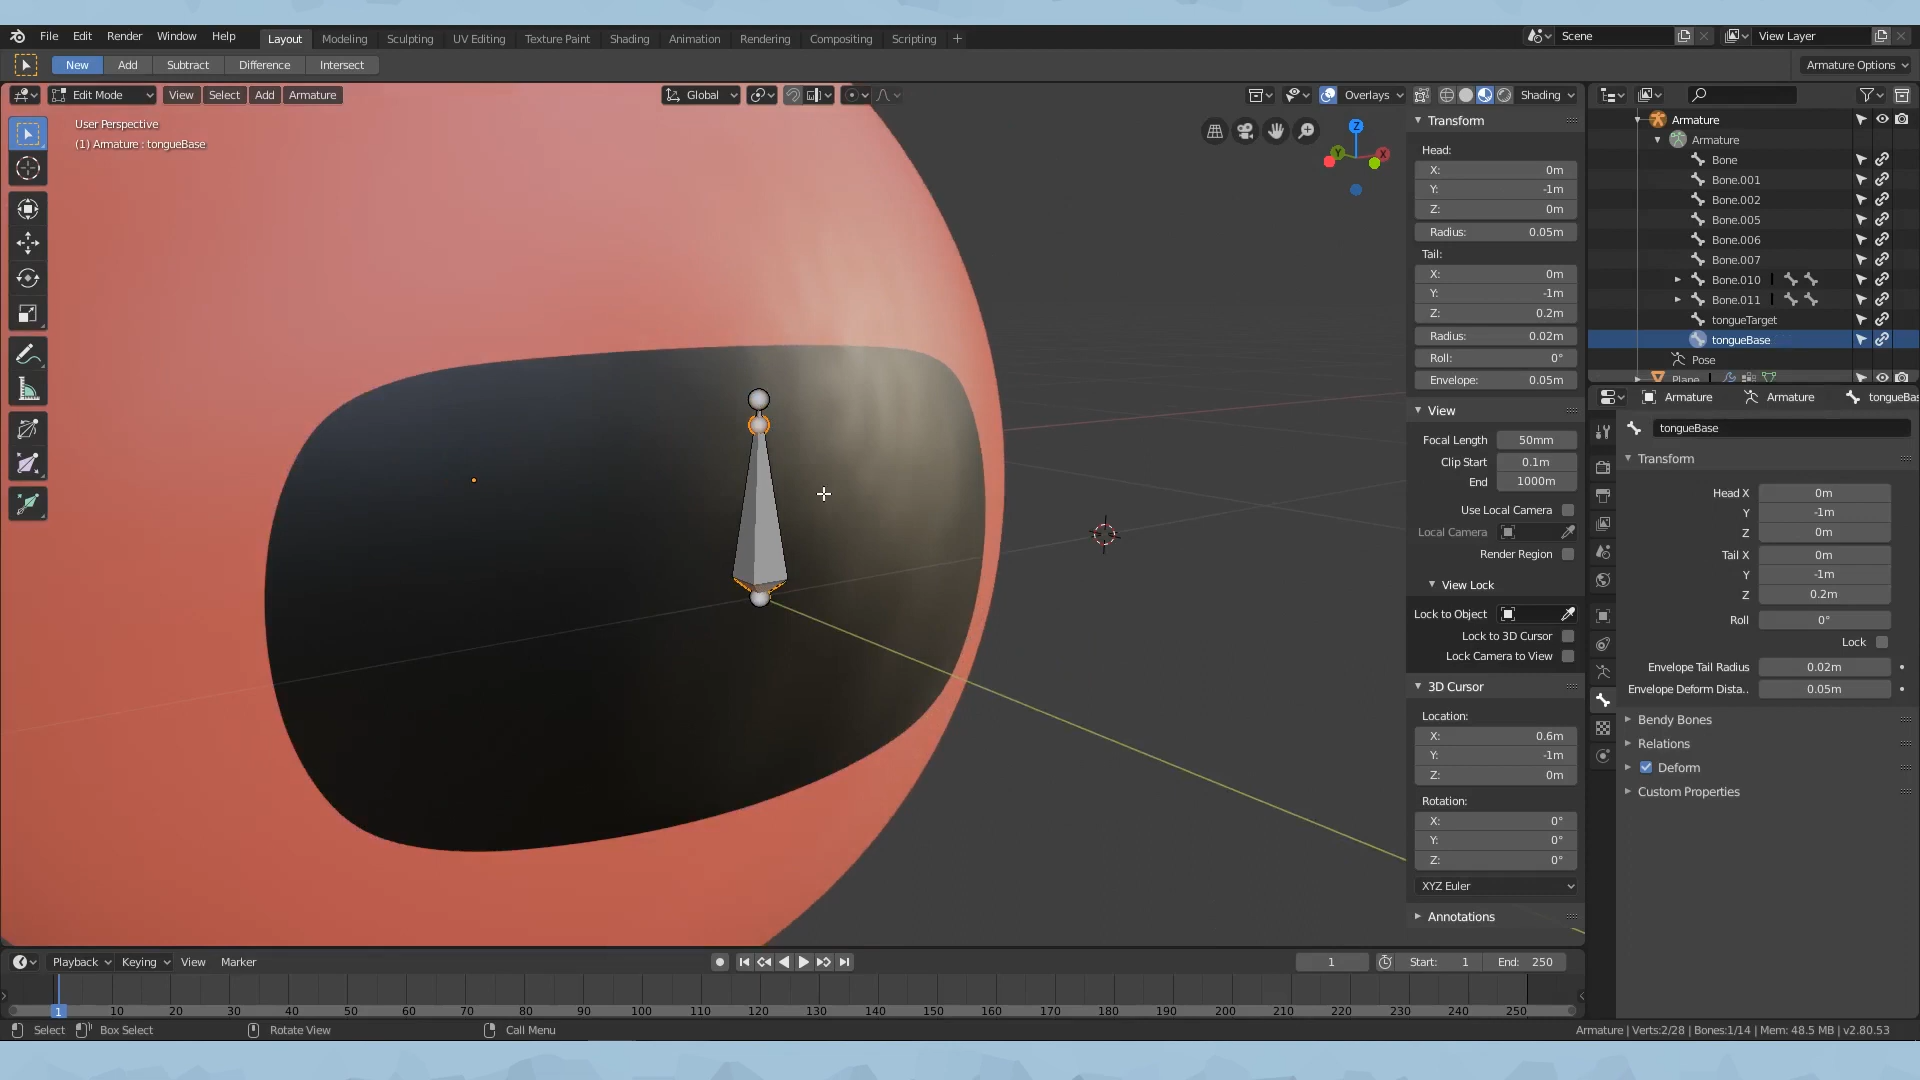 File Edit Render Window Help Layout Modeling Sculpting UV Editing Texture Paint Shading Animation Rendering Compositing Scripting + Scene View Layer
New Add Subtract Difference Intersect Armature Options
Edit Mode View Select Add Armature Global Overlays Shading
User Perspective
(1) Armature : tongueBase
Z
Y
X
Transform
Head:
X: 0m
Y: -1m
Z: 0m
Radius: 0.05m
Tail:
X: 0m
Y: -1m
Z: 0.2m
Radius: 0.02m
Roll: 0°
Envelope: 0.05m
View
Focal Length 50mm
Clip Start 0.1m
End 1000m
Use Local Camera
Local Camera
Render Region
View Lock
Lock to Object
Lock to 3D Cursor
Lock Camera to View
3D Cursor
Location:
X: 0.6m
Y: -1m
Z: 0m
Rotation:
X: 0°
Y: 0°
Z: 0°
XYZ Euler
Annotations
Armature
Armature
Bone
Bone.001
Bone.002
Bone.005
Bone.006
Bone.007
Bone.010
Bone.011
tongueTarget
tongueBase
Pose
Plane
Armature Armature tongueBas
tongueBase
Transform
Head X 0m
Y -1m
Z 0m
Tail X 0m
Y -1m
Z 0.2m
Roll 0°
Lock
Envelope Tail Radius 0.02m
Envelope Deform Dista.. 0.05m
Bendy Bones
Relations
Deform
Custom Properties
Playback Keying View Marker 1 Start: 1 End: 250
1 10 20 30 40 50 60 70 80 90 100 110 120 130 140 150 160 170 180 190 200 210 220 230 240 250
Select Box Select Rotate View Call Menu Armature | Verts:2/28 | Bones:1/14 | Mem: 48.5 MB | v2.80.53